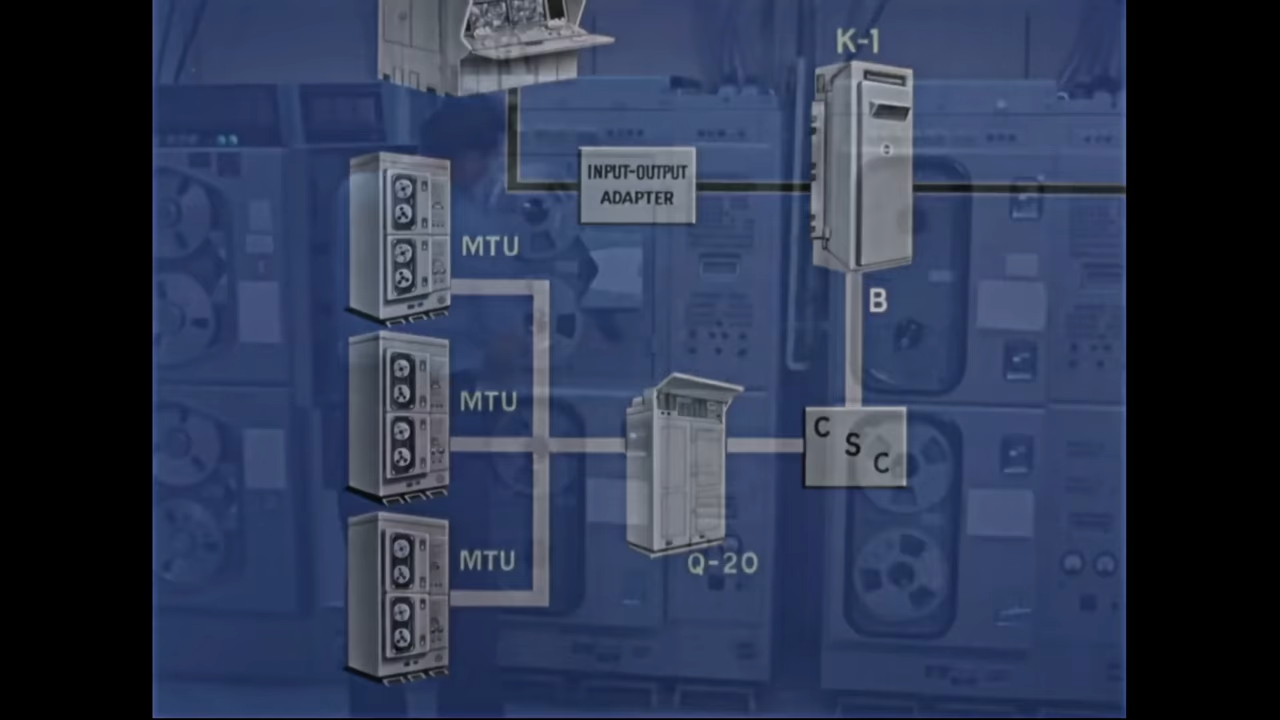 K-1
INPUT-OUTPUT
ADAPTER
MTU
B
MTU
C
S
C
MTU
Q-20